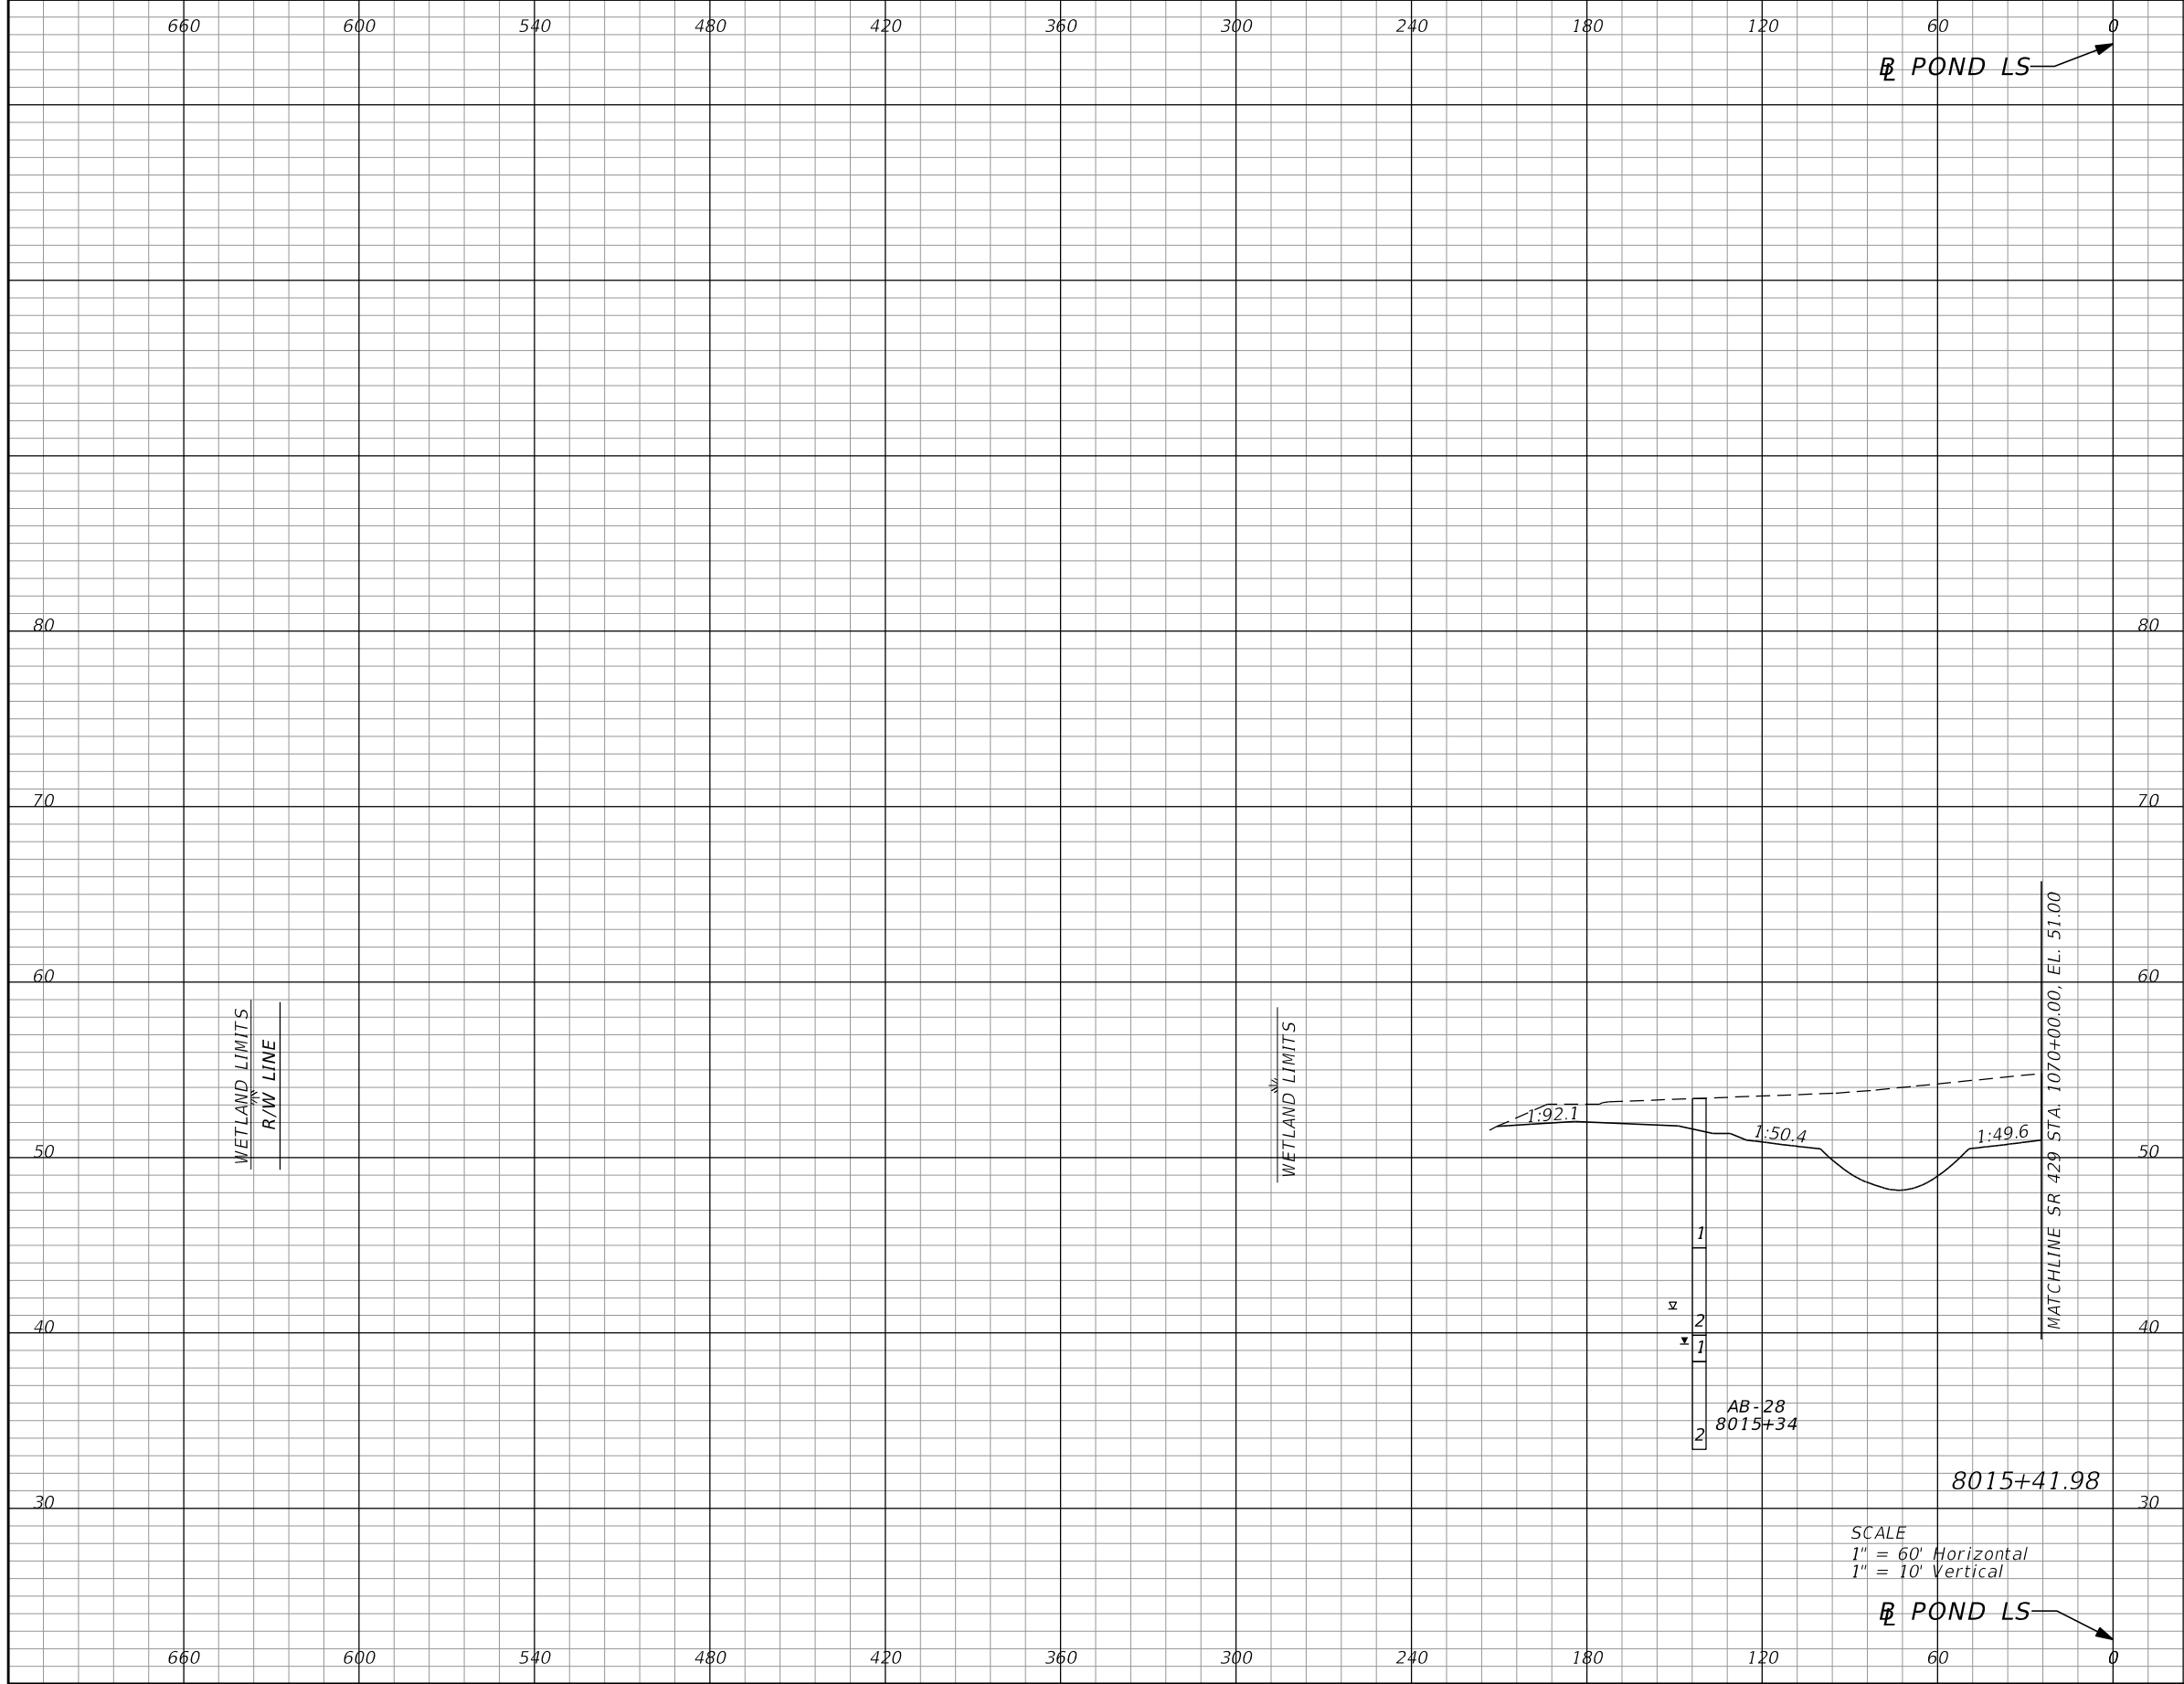 660 600 540 480 420 360 300 240 180 120 60 0
BL POND LS
80 80
70 70
60 60
WETLAND LIMITS
R/W LINE
WETLAND LIMITS
MATCHLINE SR 429 STA. 1070+00.00, EL. 51.00
1:92.1
1:50.4
1:49.6
50 50
1
2
40 40
1
AB-28
8015+34
2
8015+41.98
30 30
SCALE
1" = 60' Horizontal
1" = 10' Vertical
BL POND LS
660 600 540 480 420 360 300 240 180 120 60 0